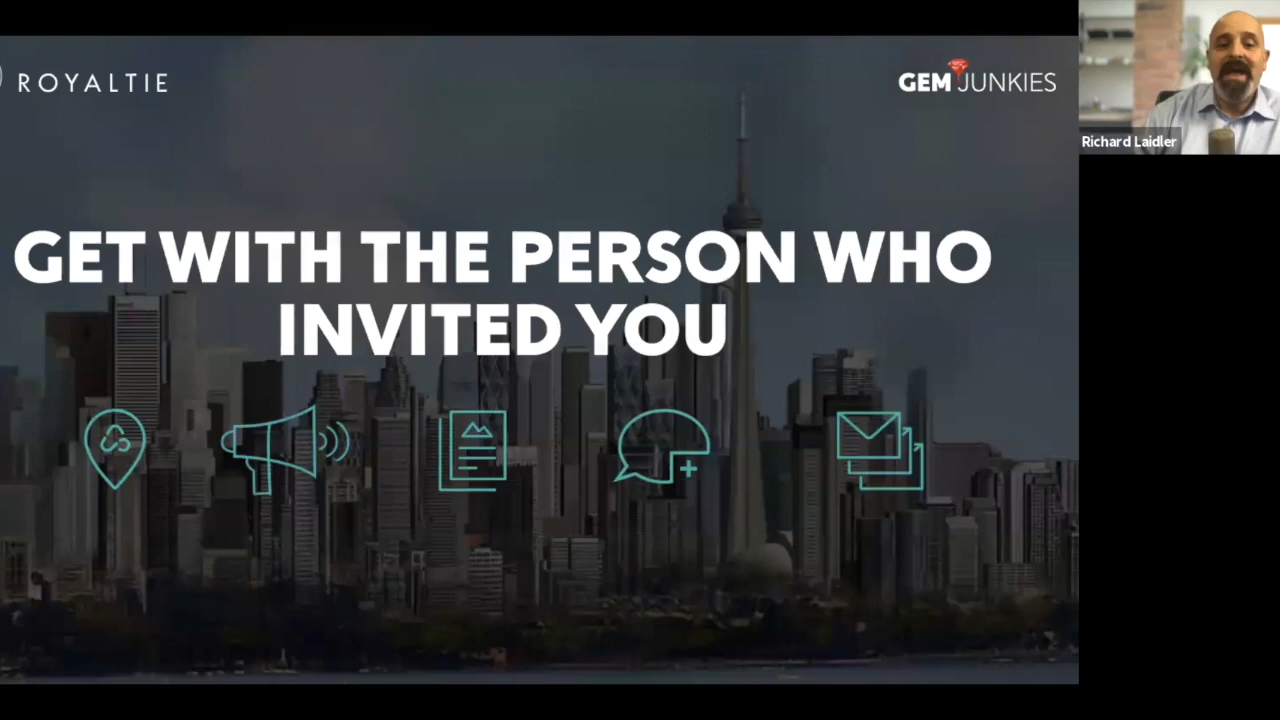 ROYALTIE
GEM JUNKIES
Richard Laidler
GET WITH THE PERSON WHO
INVITED YOU